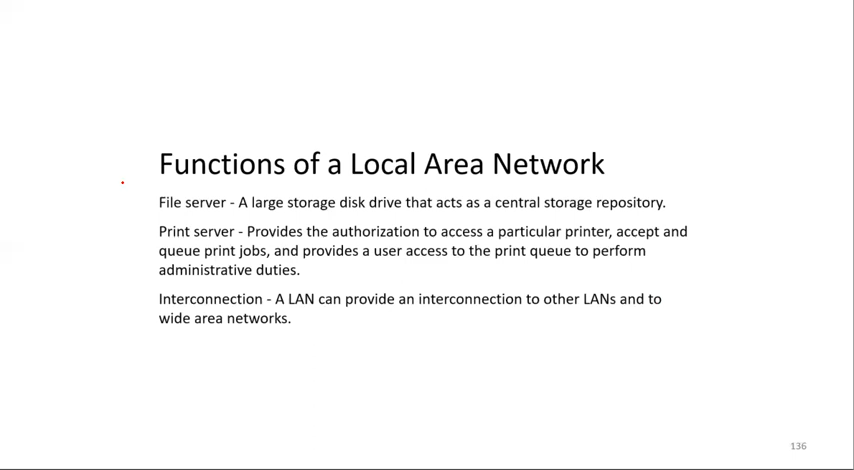 Functions of a Local Area Network
File server - A large storage disk drive that acts as a central storage repository.
Print server - Provides the authorization to access a particular printer, accept and
queue print jobs, and provides a user access to the print queue to perform
administrative duties.
Interconnection - A LAN can provide an interconnection to other LANs and to
wide area networks.
136